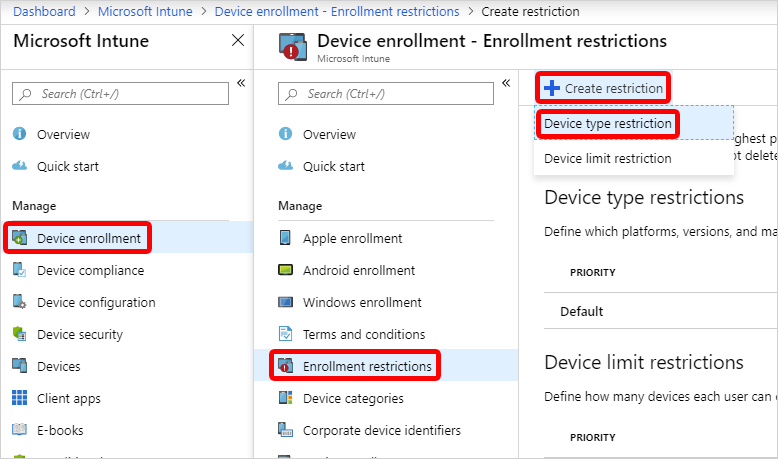 Dashboard > Microsoft Intune > Device enrollment - Enrollment restrictions > Create restriction
Microsoft Intune
Search (Ctrl+/)
Overview
Quick start
Manage
Device enrollment
Device compliance
Device configuration
Device security
Devices
Client apps
E-books
Device enrollment - Enrollment restrictions
Microsoft Intune
Search (Ctrl+/)
Overview
Quick start
Manage
Apple enrollment
Android enrollment
Windows enrollment
Terms and conditions
Enrollment restrictions
Device categories
Corporate device identifiers
Create restriction
Device type restriction
Device limit restriction
Device type restrictions
Define which platforms, versions, and
PRIORITY
Default
Device limit restrictions
Define how many devices each user can
PRIORITY